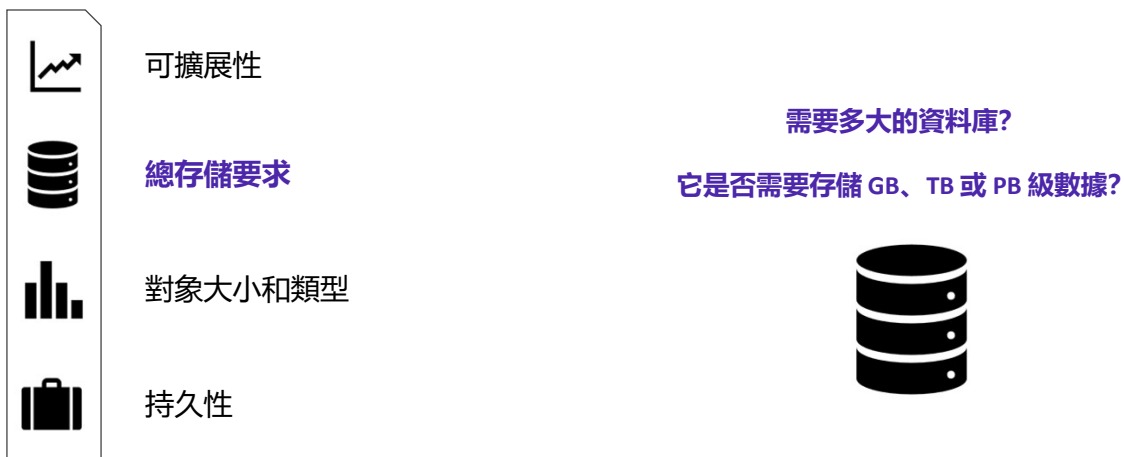 可擴展性
總存儲要求
對象大小和類型
持久性
需要多大的資料庫?
它是否需要存儲 GB、TB 或 PB 級數據?